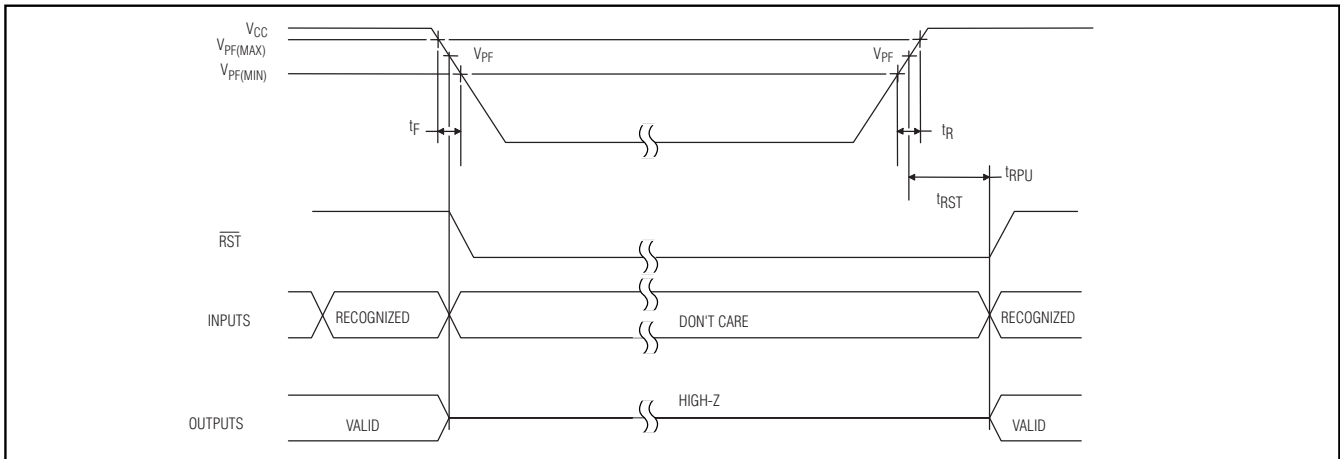 VCC
VPF(MAX)
VPF
VPF
VPF(MIN)
tF
tR
tRPU
tRST
RST
INPUTS
RECOGNIZED
DON'T CARE
RECOGNIZED
HIGH-Z
OUTPUTS
VALID
VALID